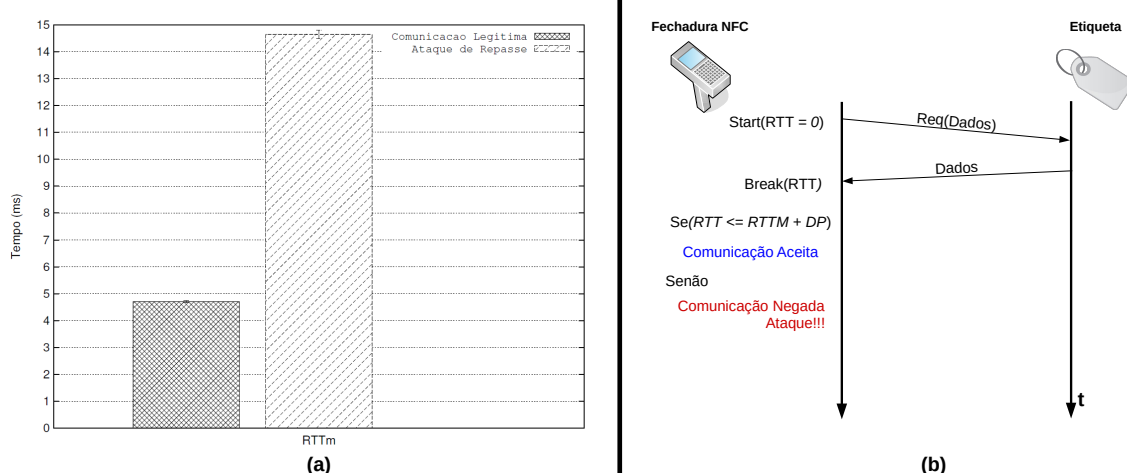 15
14
13
12
11
10
9
8
7
6
5
4
3
2
1
0
Tempo (ms)
Comunicacao Legitima
Ataque de Repasse
RTTm
(a)
Fechadura NFC
Etiqueta
Start(RTT = 0)
Req(Dados)
Dados
Break(RTT)
Se(RTT <= RTTM + DP)
Comunicação Aceita
Senão
Comunicação Negada
Ataque!!!
t
(b)